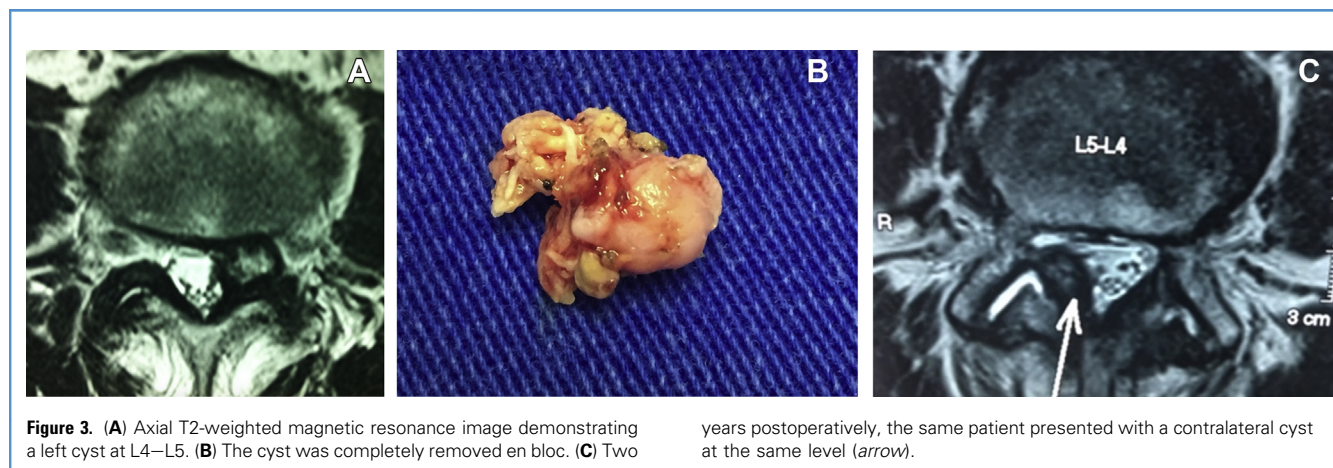 A
B
C
L5-L4
R
3 cm
Figure 3. (A) Axial T2-weighted magnetic resonance image demonstrating
a left cyst at L4–L5. (B) The cyst was completely removed en bloc. (C) Two
years postoperatively, the same patient presented with a contralateral cyst
at the same level (arrow).